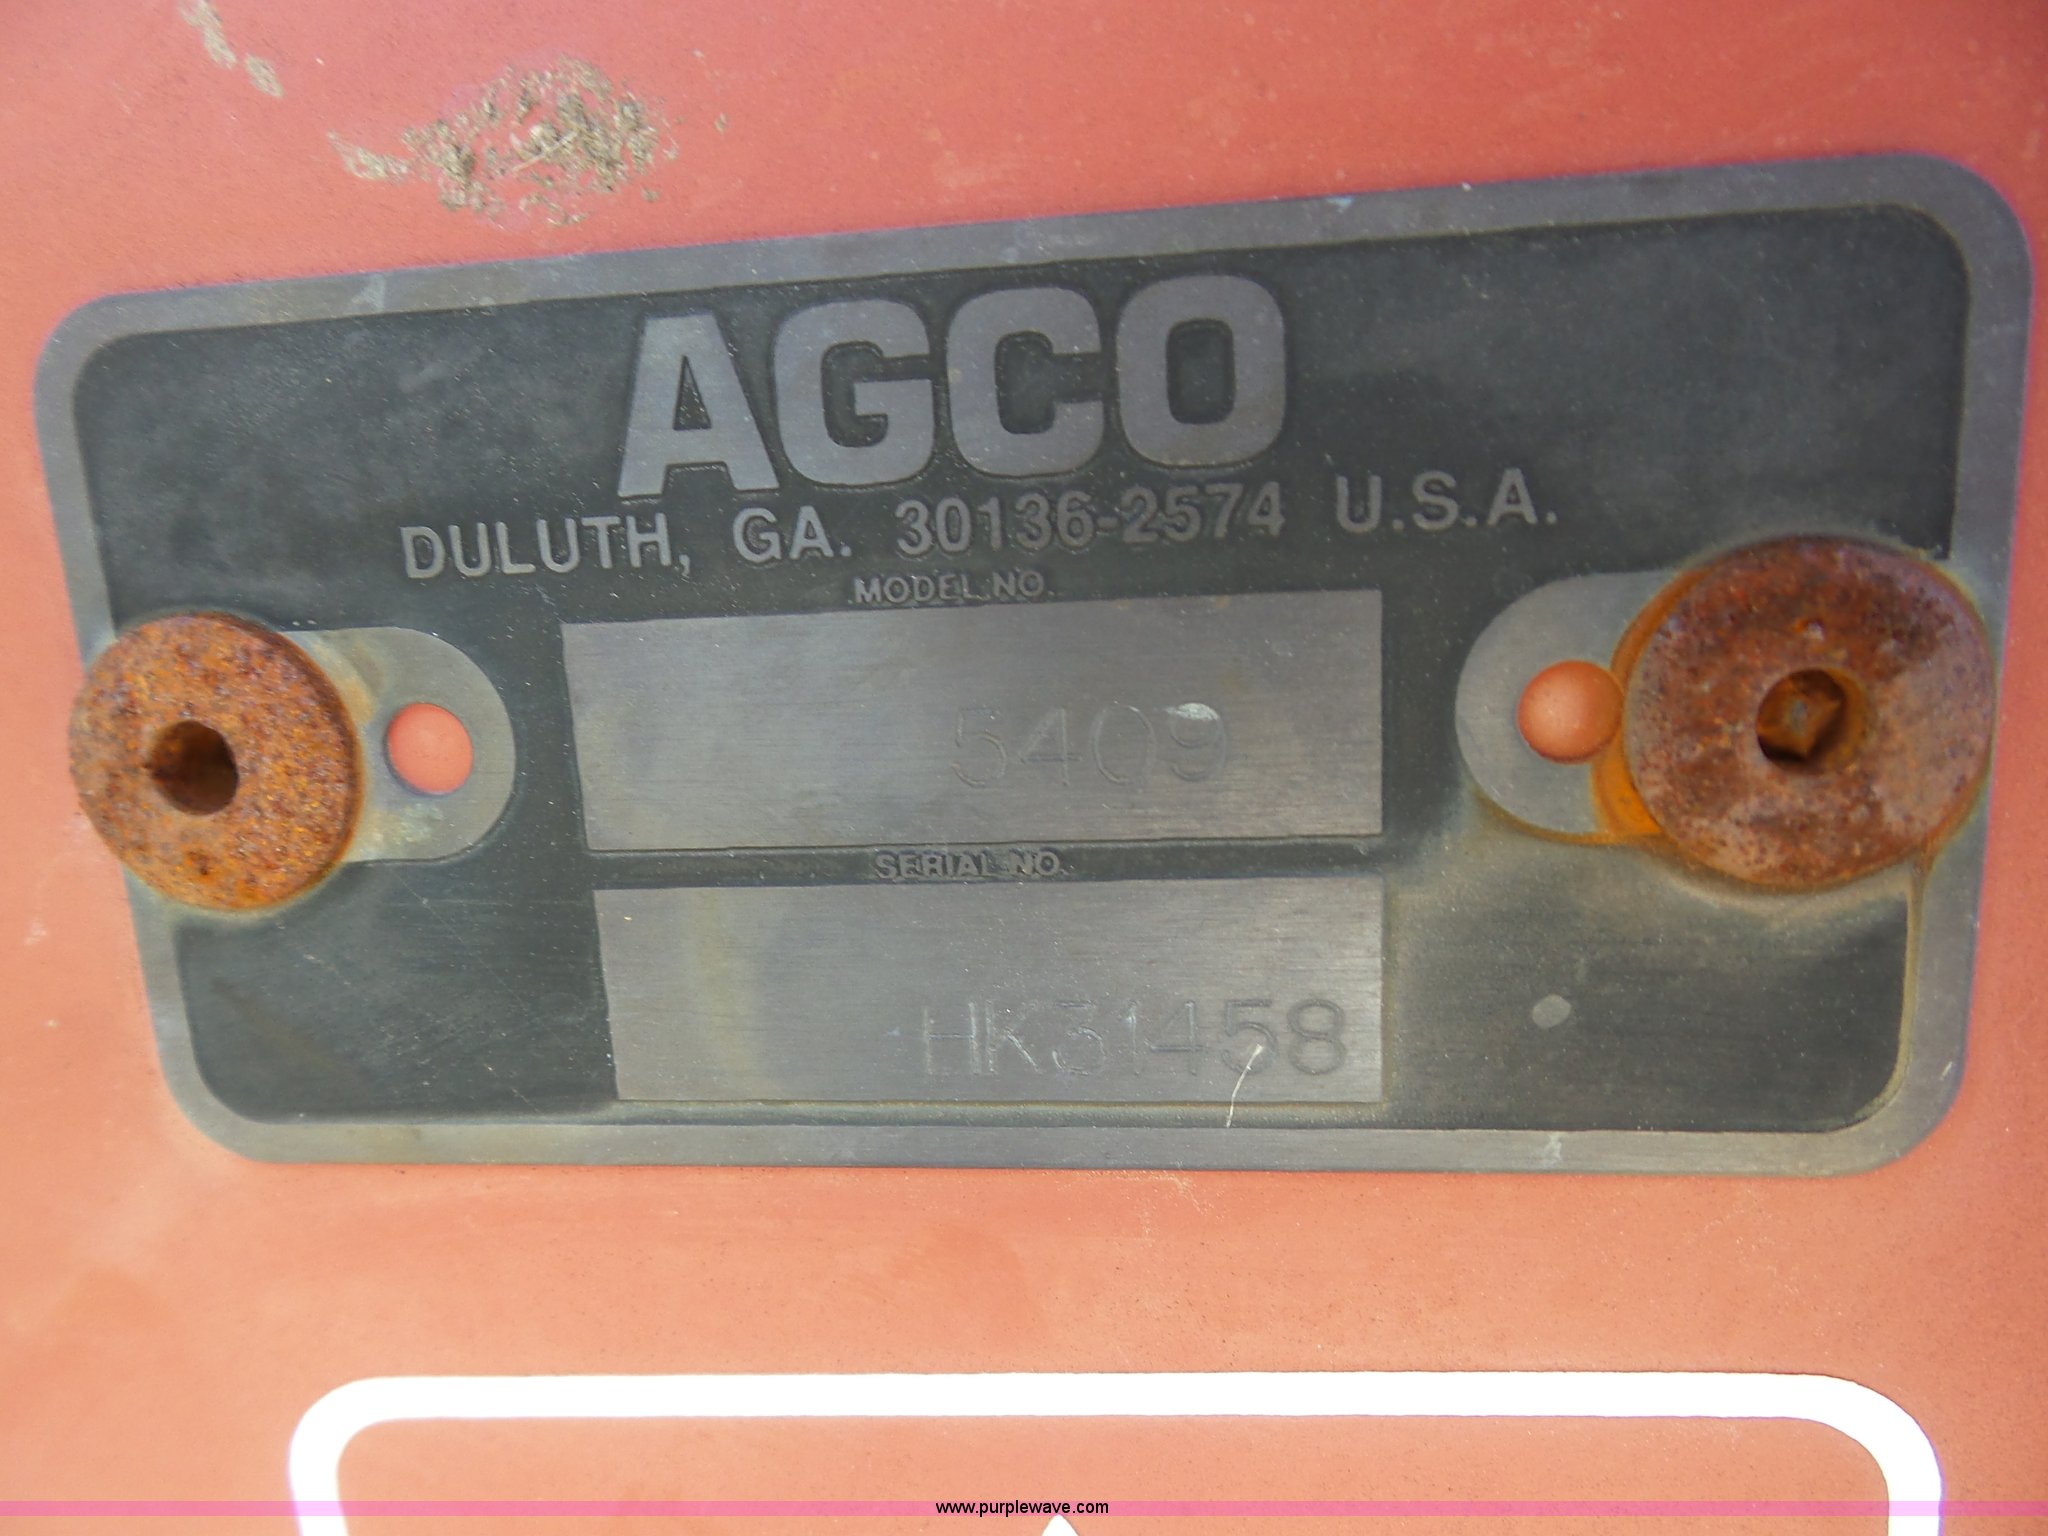 AGCO
DULUTH, GA. 30136-2574 U.S.A.
MODEL NO.
5409
SERIAL NO.
HK31458
www.purplewave.com